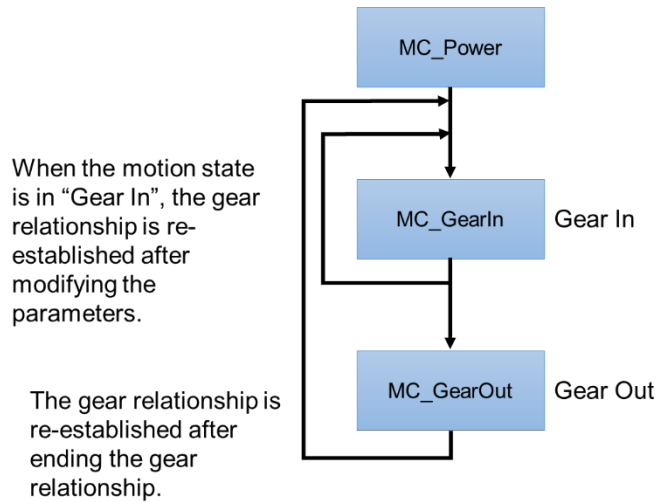 MC_Power
When the motion state
is in “Gear In”, the gear
relationship is re-
established after
modifying the
parameters.
MC_GearIn
Gear In
MC_GearOut
Gear Out
The gear relationship is
re-established after
ending the gear
relationship.